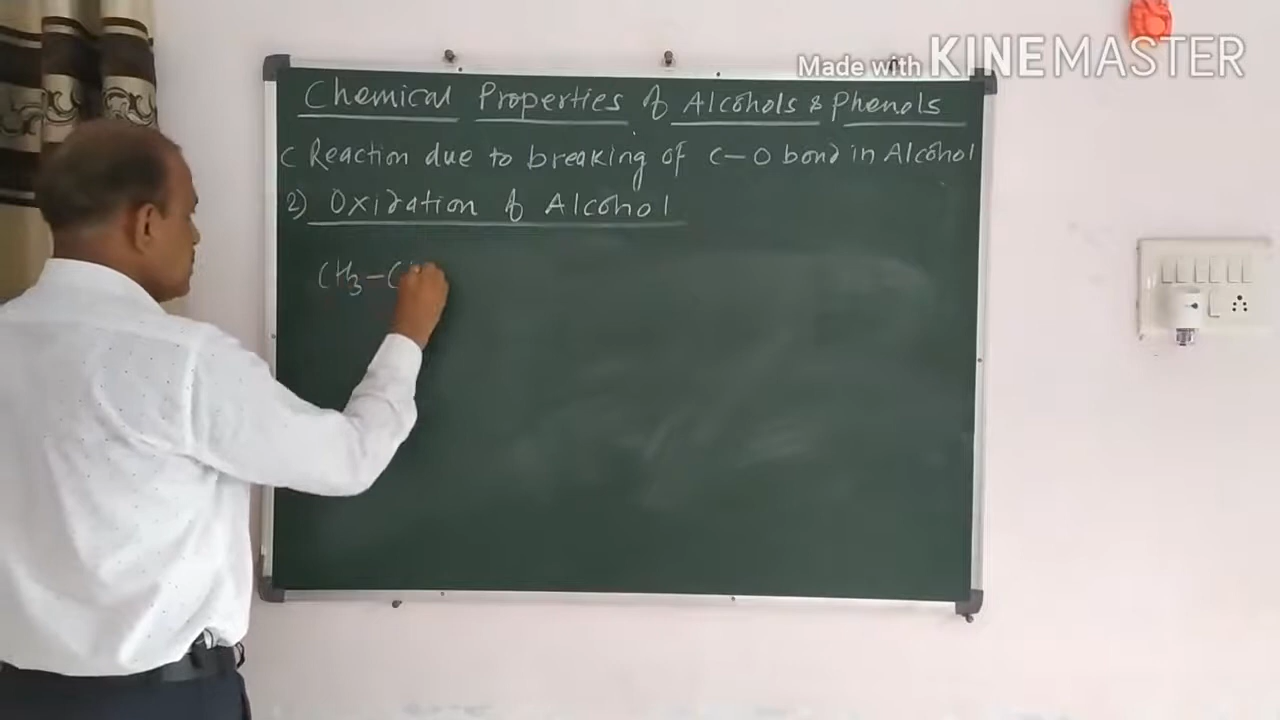 Made with KINEMASTER
Chemical Properties of Alcohols & Phenols
C Reaction due to breaking of C-O bond in Alcohol
2) Oxidation of Alcohol
CH3-C